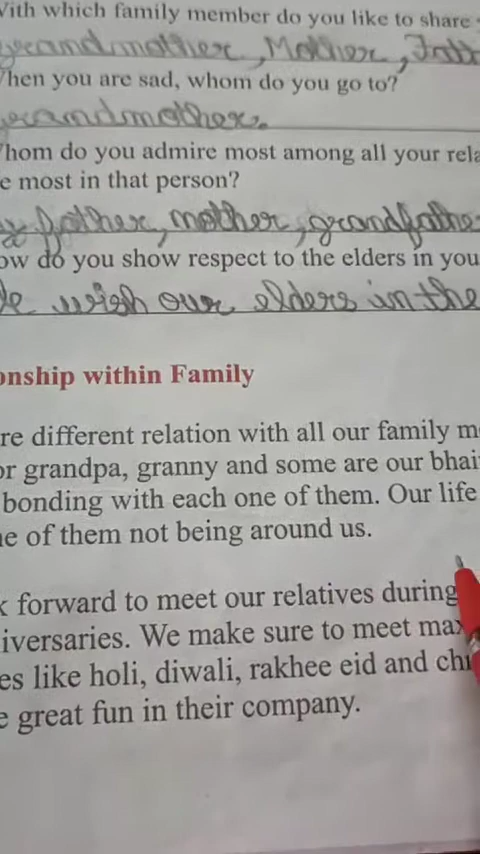 With which family member do you like to share
grandmother, Mother, Fath
When you are sad, whom do you go to?
grandmother.
Whom do you admire most among all your rela
e most in that person?
father, mother, grandfathe
ow do you show respect to the elders in you
wish our elders in the
onship within Family
re different relation with all our family m
or grandpa, granny and some are our bhai
bonding with each one of them. Our life
e of them not being around us.
k forward to meet our relatives during
iversaries. We make sure to meet max
es like holi, diwali, rakhee eid and chri
e great fun in their company.